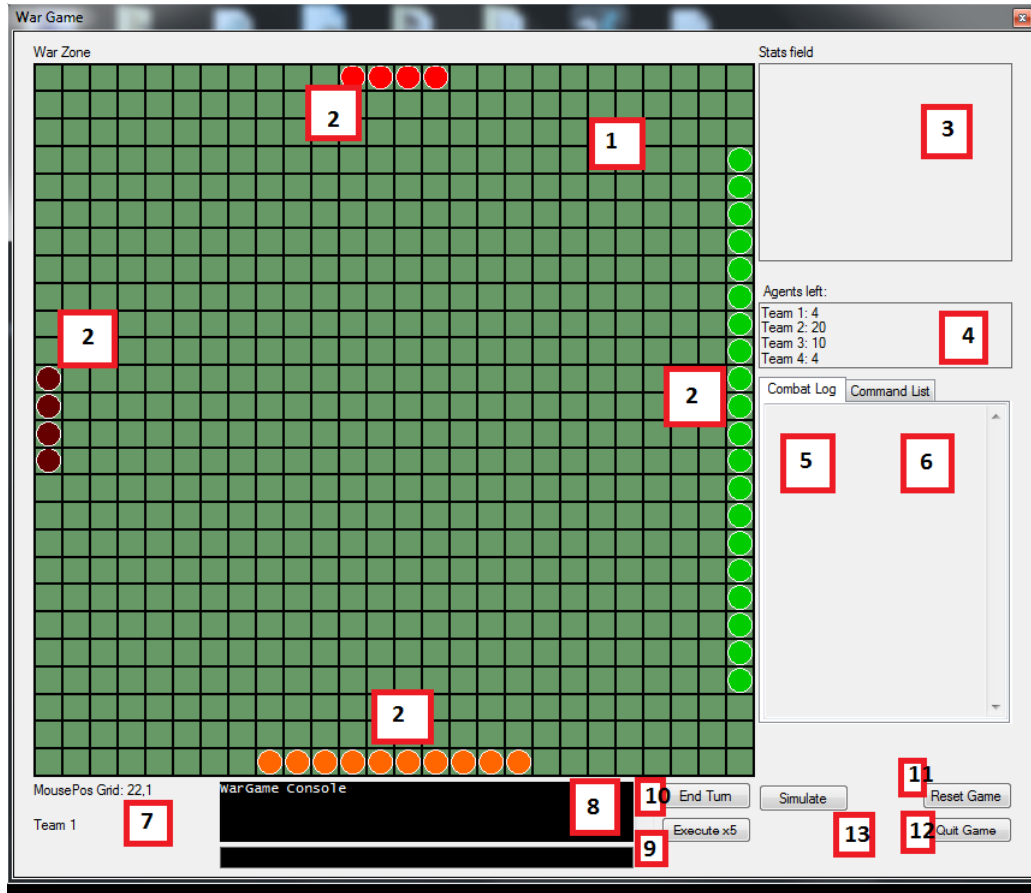 War Game
War Zone
Stats field
2
1
3
Agents left:
Team 1: 4
Team 2: 20
Team 3: 10
Team 4: 4
4
2
2
Combat Log
Command List
5
6
2
MousePos Grid: 22,1
Team 1
7
WarGame Console
8
9
10
End Turn
Execute x5
Simulate
13
11
Reset Game
12
Quit Game